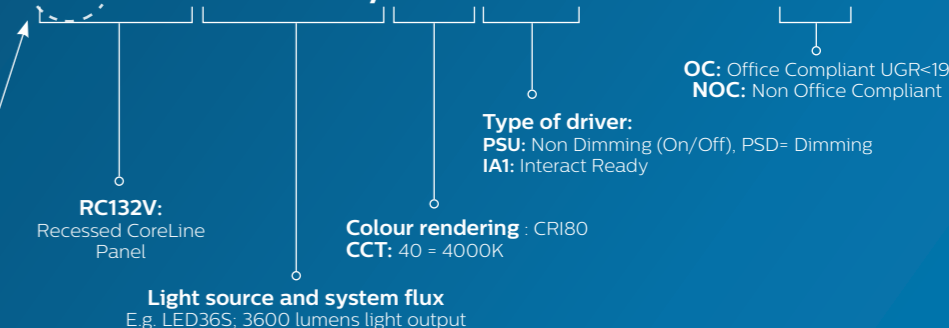 OC: Office Compliant UGR<19
NOC: Non Office Compliant
Type of driver:
PSU: Non Dimming (On/Off), PSD= Dimming
IA1: Interact Ready
RC132V:
Recessed CoreLine
Panel
Colour rendering : CRI80
CCT: 40 = 4000K
Light source and system flux
E.g. LED36S; 3600 lumens light output